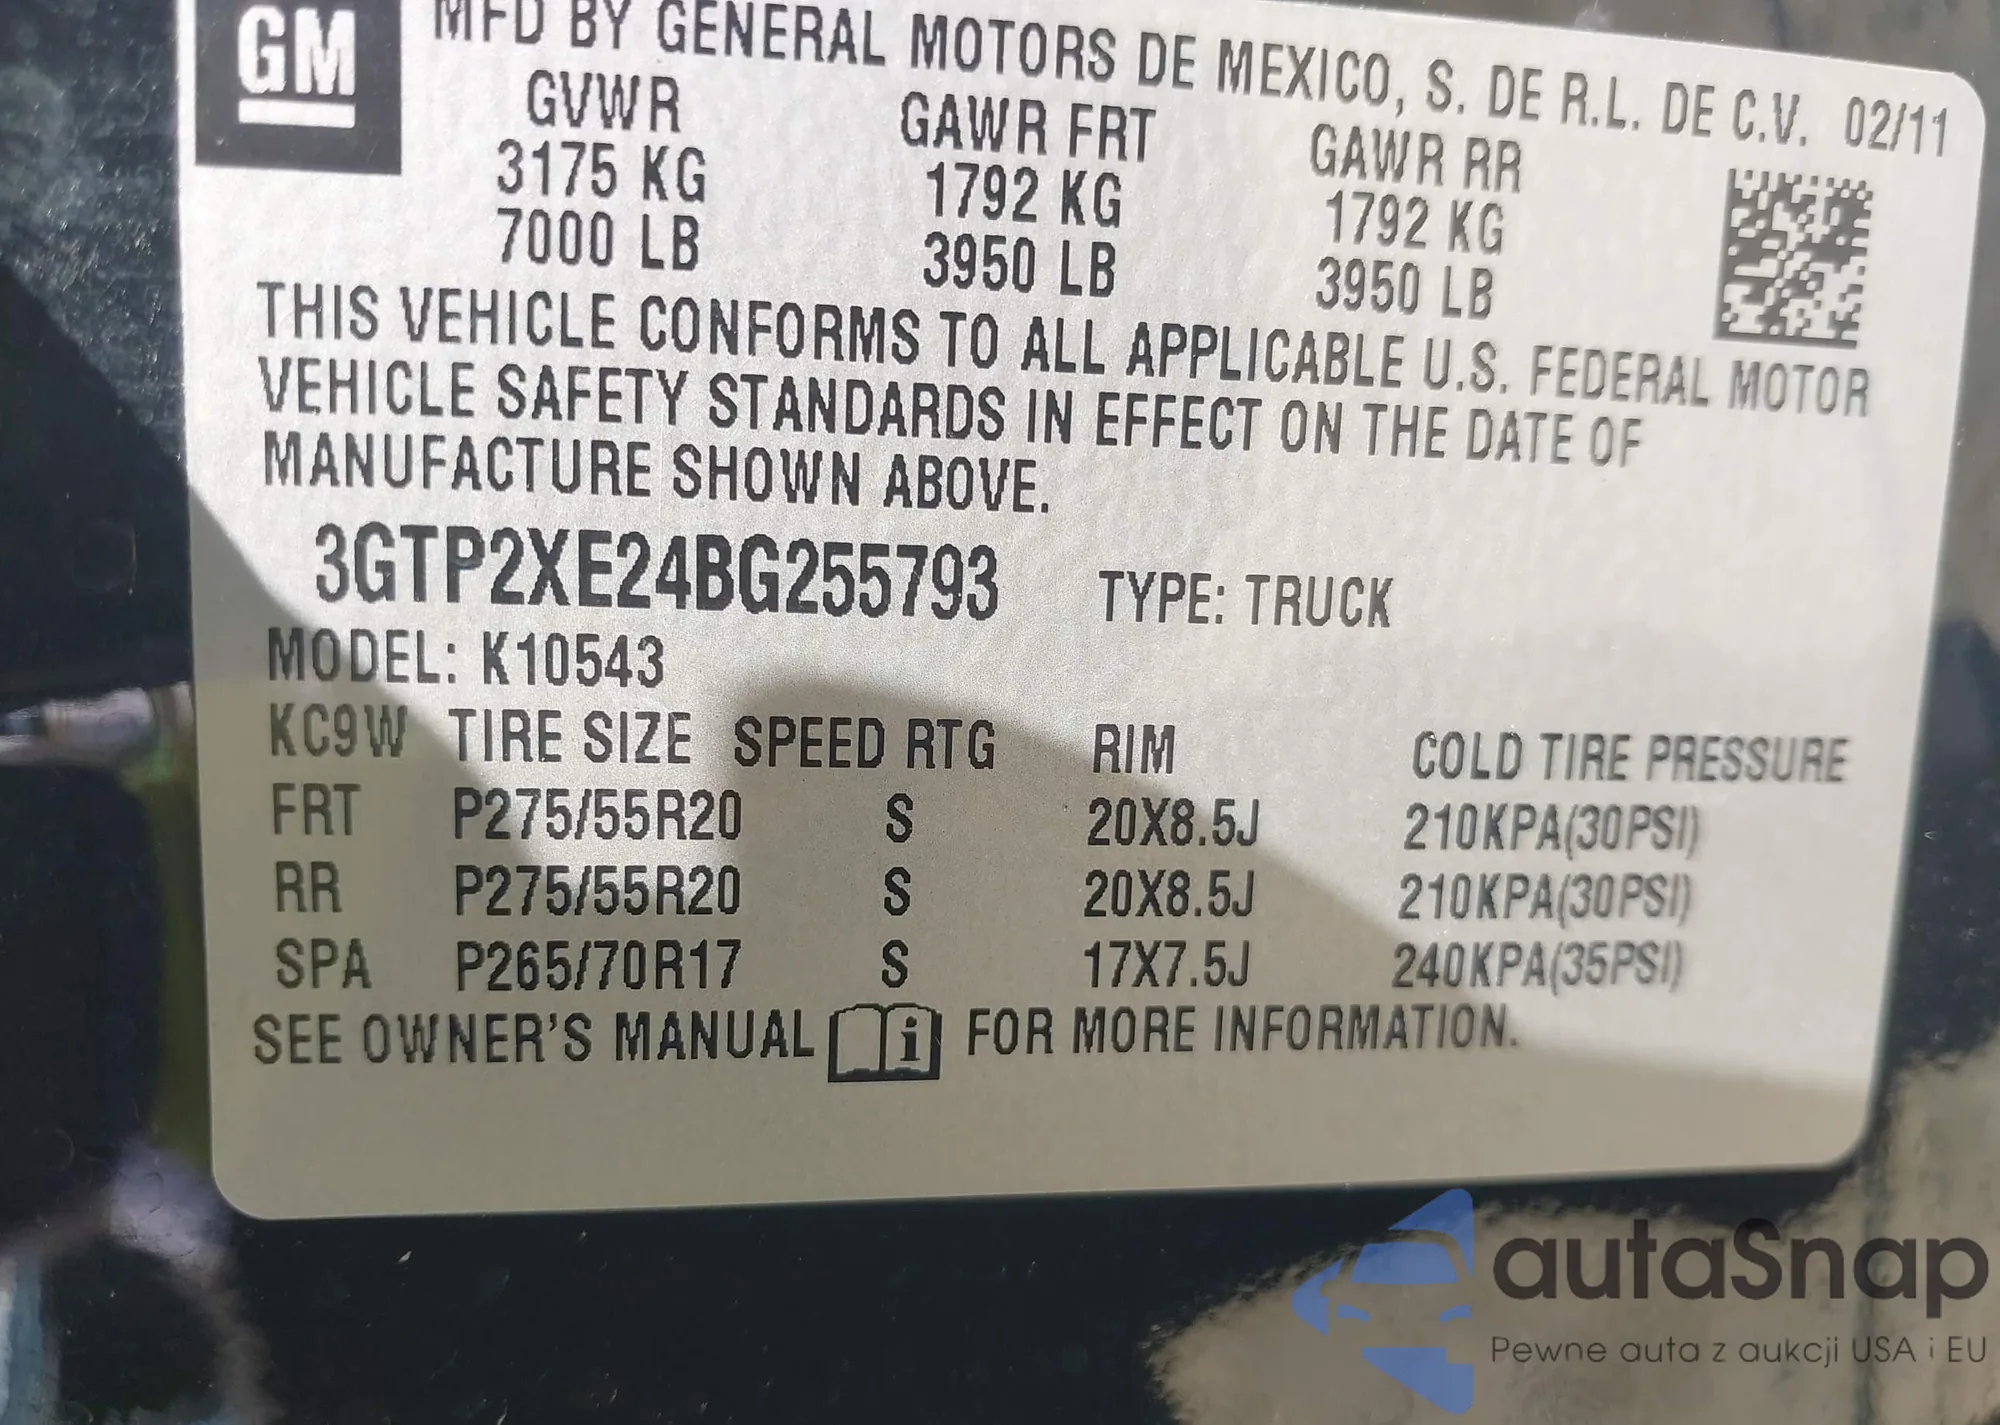 GM
MFD BY GENERAL MOTORS DE MEXICO, S. DE R.L. DE C.V. 02/11
GVWR GAWR FRT GAWR RR
3175 KG 1792 KG 1792 KG
7000 LB 3950 LB 3950 LB
THIS VEHICLE CONFORMS TO ALL APPLICABLE U.S. FEDERAL MOTOR
VEHICLE SAFETY STANDARDS IN EFFECT ON THE DATE OF
MANUFACTURE SHOWN ABOVE.
3GTP2XE24BG255793 TYPE: TRUCK
MODEL: K10543
KC9W TIRE SIZE SPEED RTG RIM COLD TIRE PRESSURE
FRT P275/55R20 S 20X8.5J 210KPA(30PSI)
RR P275/55R20 S 20X8.5J 210KPA(30PSI)
SPA P265/70R17 S 17X7.5J 240KPA(35PSI)
SEE OWNER'S MANUAL i FOR MORE INFORMATION.
autaSnap
Pewne auta z aukcji USA i EU